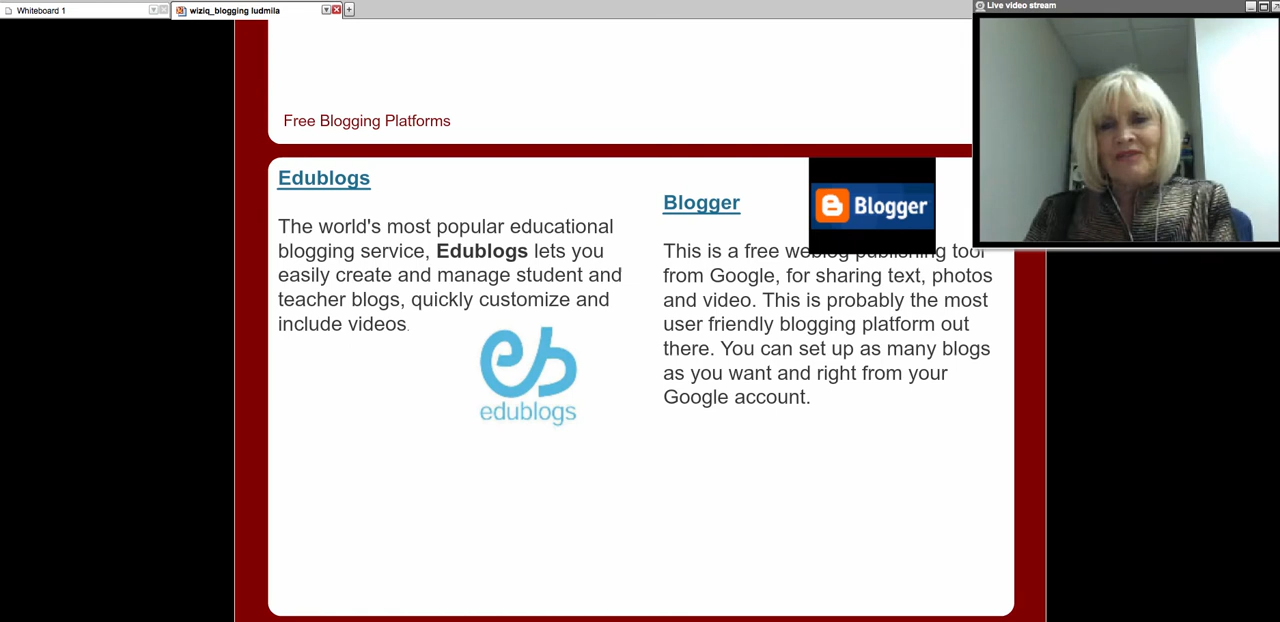 Whiteboard 1
wiziq_blogging ludmila
Live video stream
Free Blogging Platforms
Edublogs
The world's most popular educational
blogging service, Edublogs lets you
easily create and manage student and
teacher blogs, quickly customize and
include videos.
edublogs
Blogger
Blogger
This is a free weblog publishing tool
from Google, for sharing text, photos
and video. This is probably the most
user friendly blogging platform out
there. You can set up as many blogs
as you want and right from your
Google account.